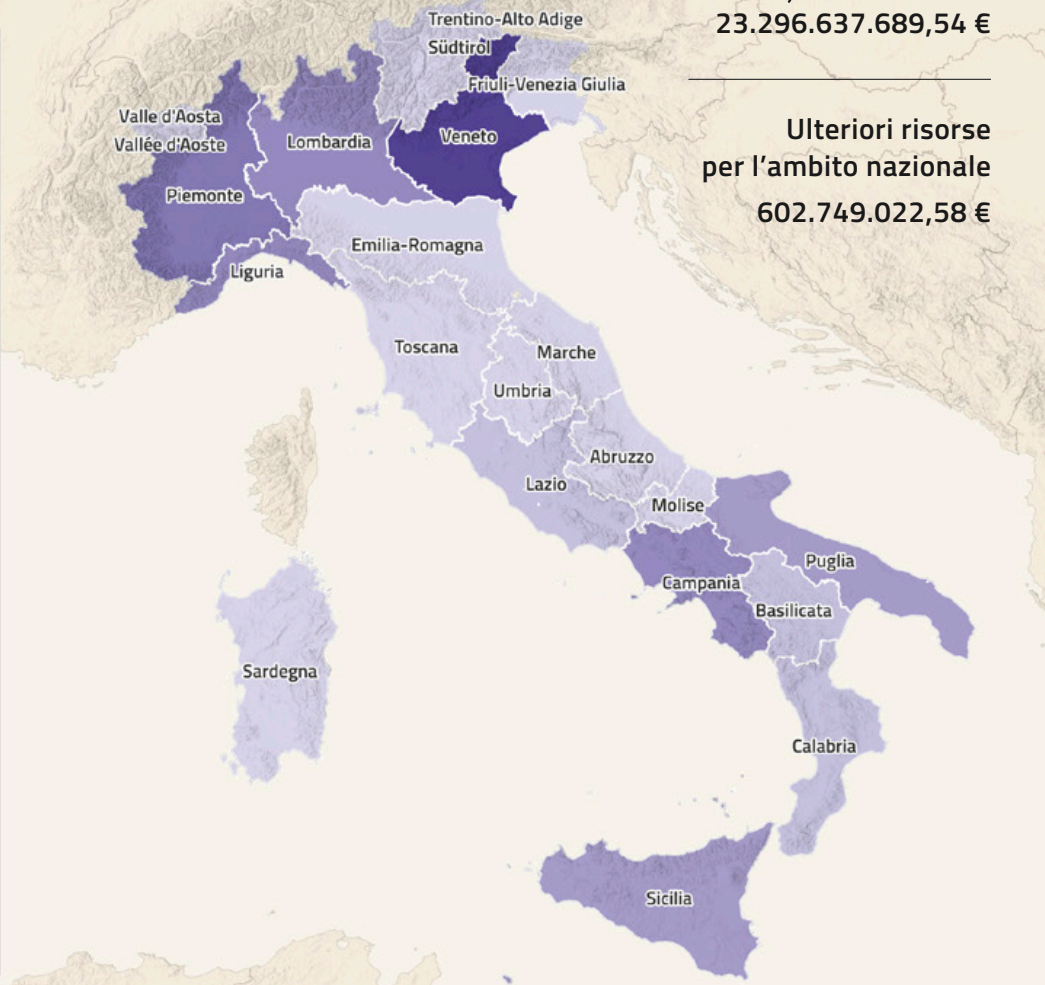 23.296.637.689,54 €
Ulteriori risorse
per l'ambito nazionale
602.749.022,58 €
Trentino-Alto Adige
Südtirol
Friuli-Venezia Giulia
Valle d'Aosta
Vallée d'Aoste
Lombardia
Veneto
Piemonte
Emilia-Romagna
Liguria
Toscana
Marche
Umbria
Abruzzo
Lazio
Molise
Puglia
Campania
Basilicata
Sardegna
Calabria
Sicilia